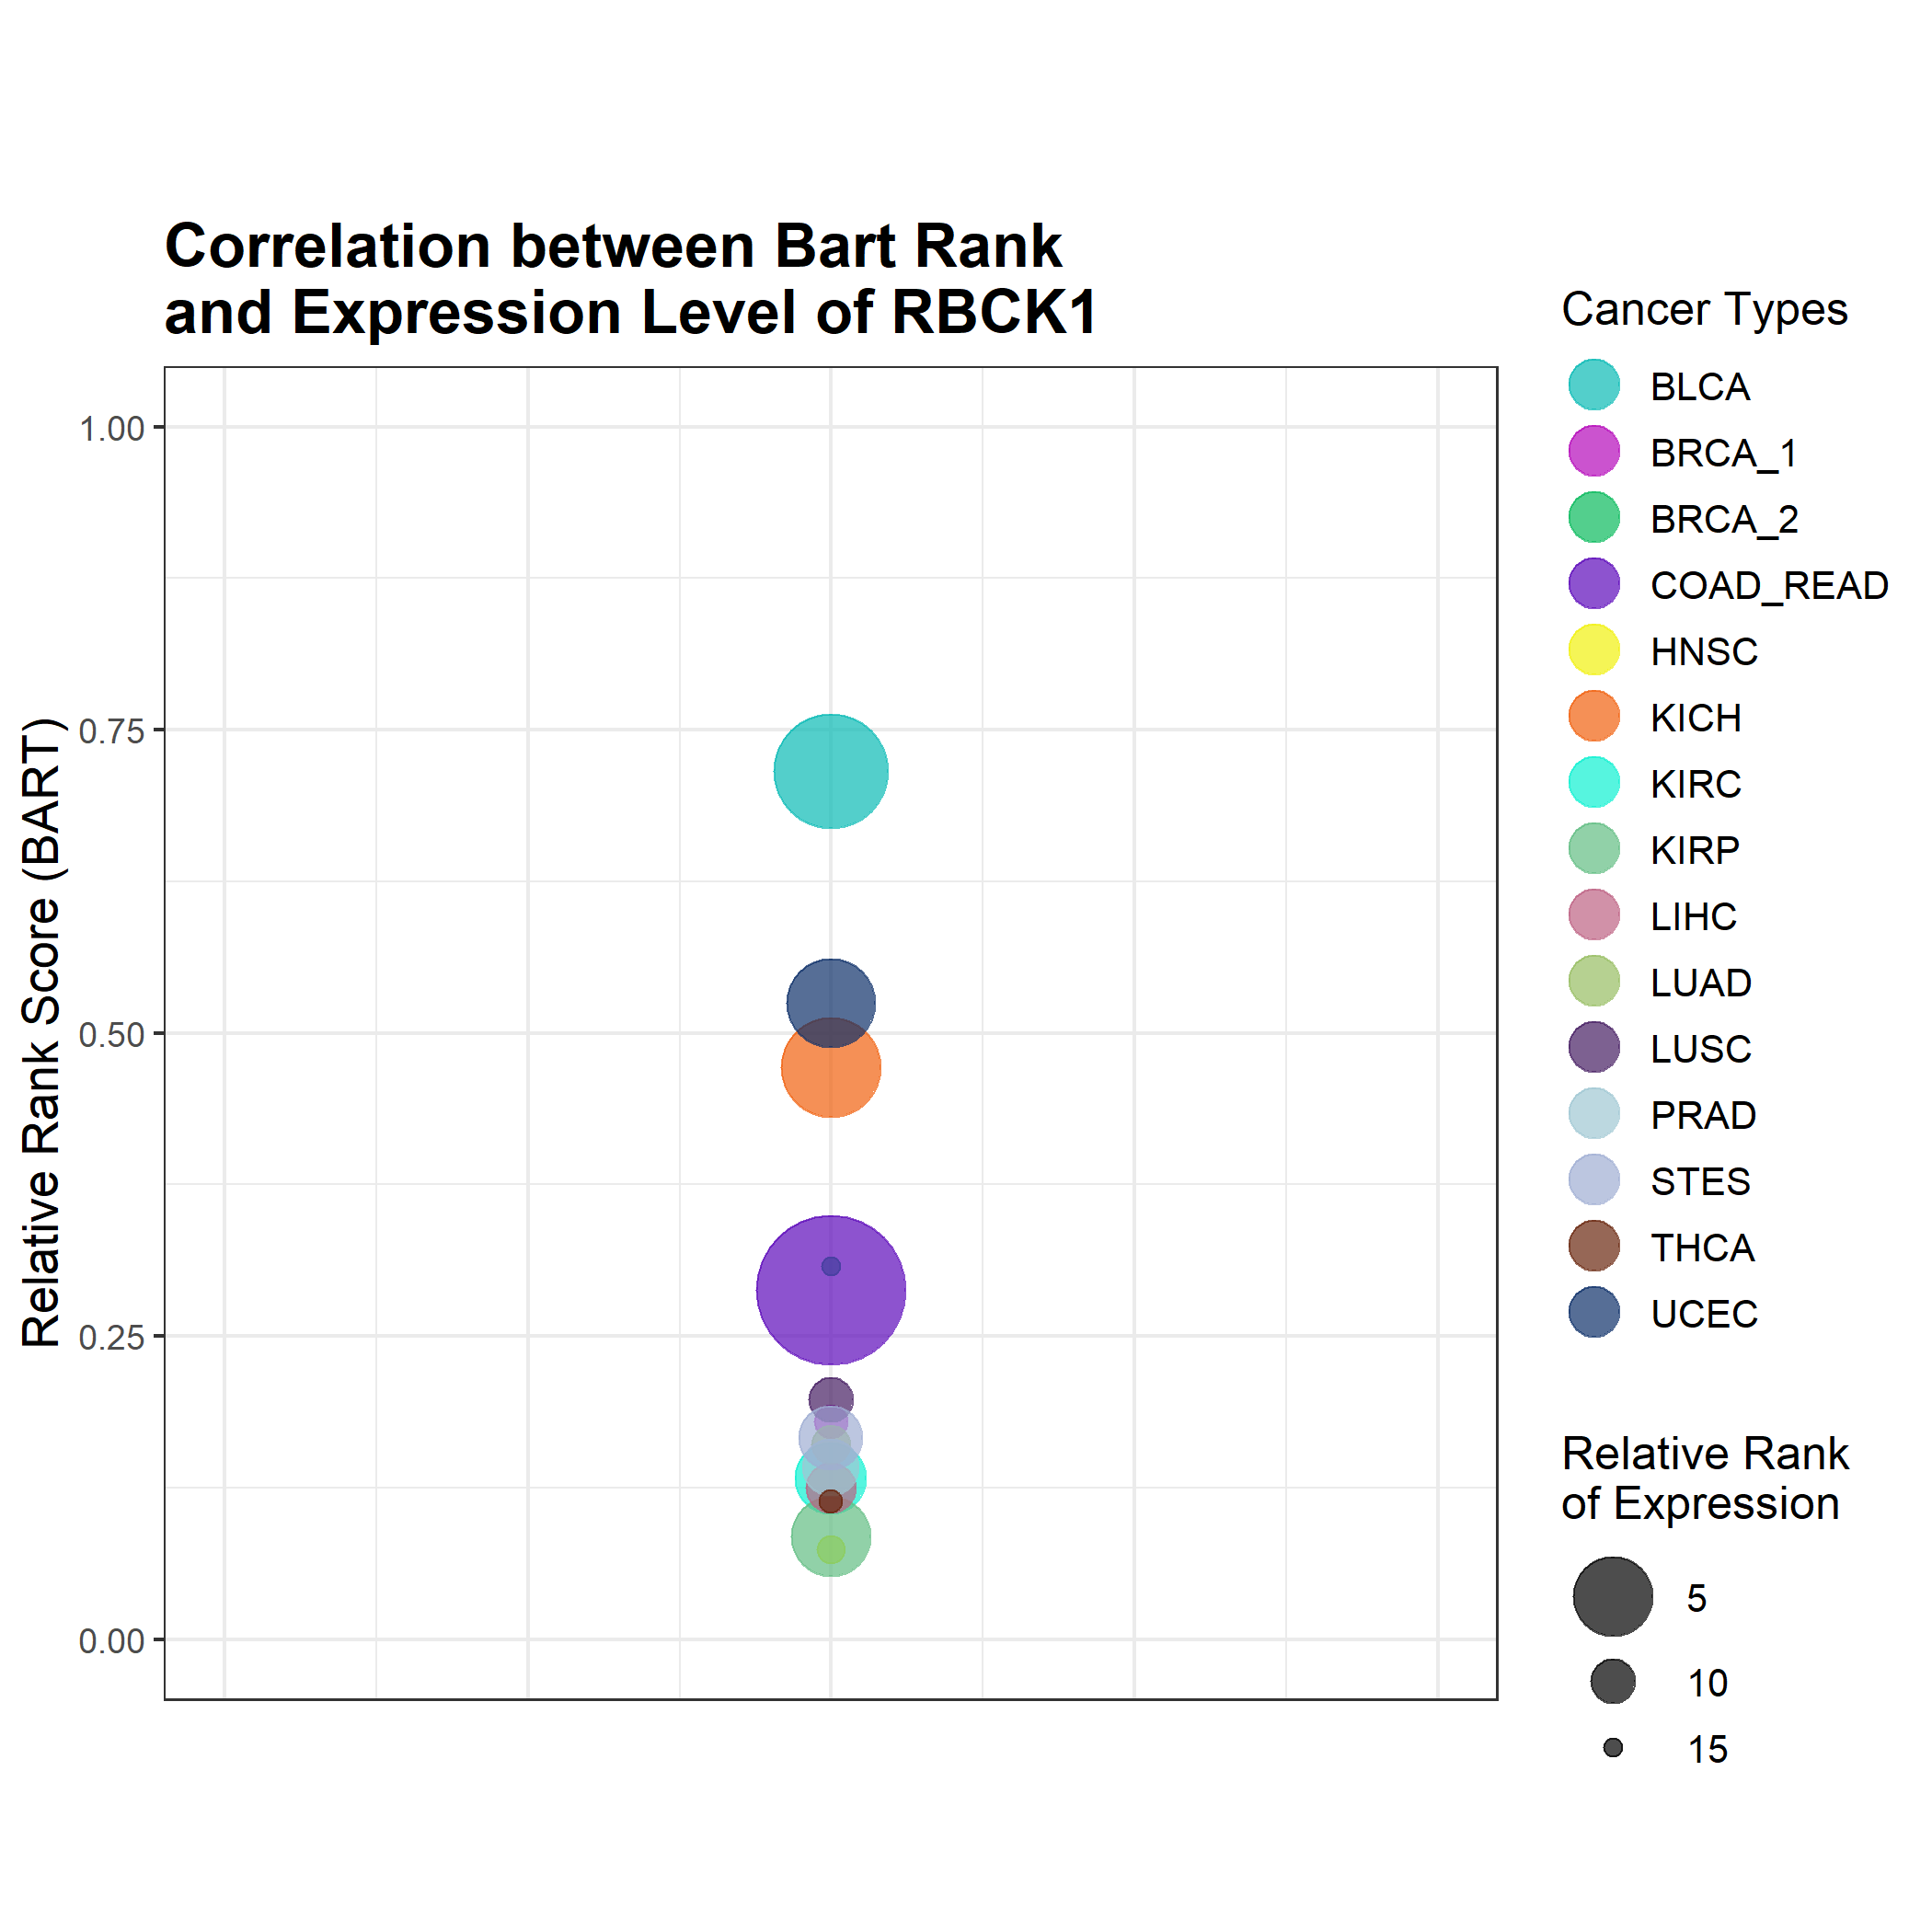 Correlation between Bart Rank
and Expression Level of RBCK1
Relative Rank Score (BART)
1.00
0.75
0.50
0.25
0.00
Cancer Types
BLCA
BRCA_1
BRCA_2
COAD_READ
HNSC
KICH
KIRC
KIRP
LIHC
LUAD
LUSC
PRAD
STES
THCA
UCEC
Relative Rank
of Expression
5
10
15